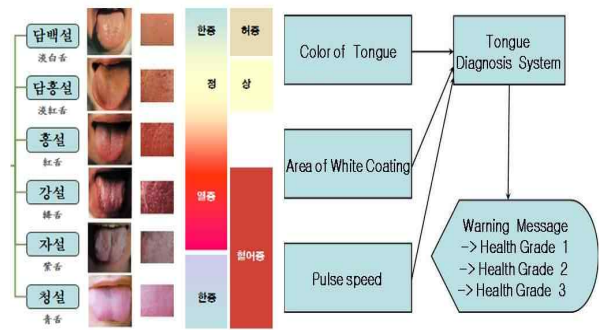 담백설
淡白舌
담홍설
淡紅舌
홍설
紅舌
강설
絳舌
자설
紫舌
청설
青舌
한증
정
열증
한증
허증
상
혈어증
Color of Tongue
Area of White Coating
Pulse speed
Tongue
Diagnosis System
Warning Message
-> Health Grade 1
-> Health Grade 2
-> Health Grade 3